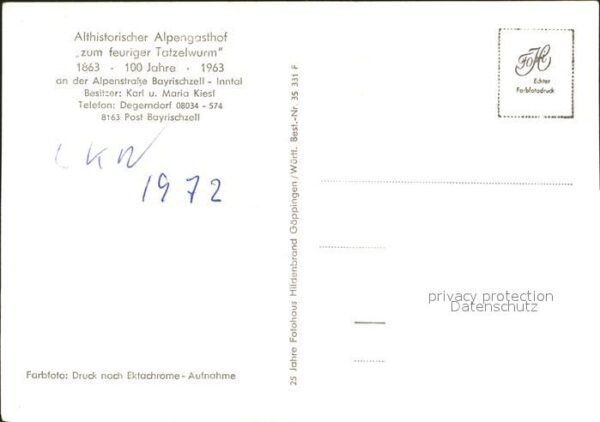 Althistorischer Alpengasthof
„zum feuriger Tatzelwurm"
1863 · 100 Jahre · 1963
an der Alpenstraße Bayrischzell - Inntal
Besitzer: Karl u. Maria Kiesl
Telefon: Degerndorf 08034 - 574
8163 Post Bayrischzell
1972
Farbfoto: Druck nach Ektachrome - Aufnahme
25 Jahre Fotohaus Hildenbrand Göppingen / Württ. Best.-Nr. 35 331 F
FoHi
Echter
Farbfotodruck
privacy protection
Datenschutz